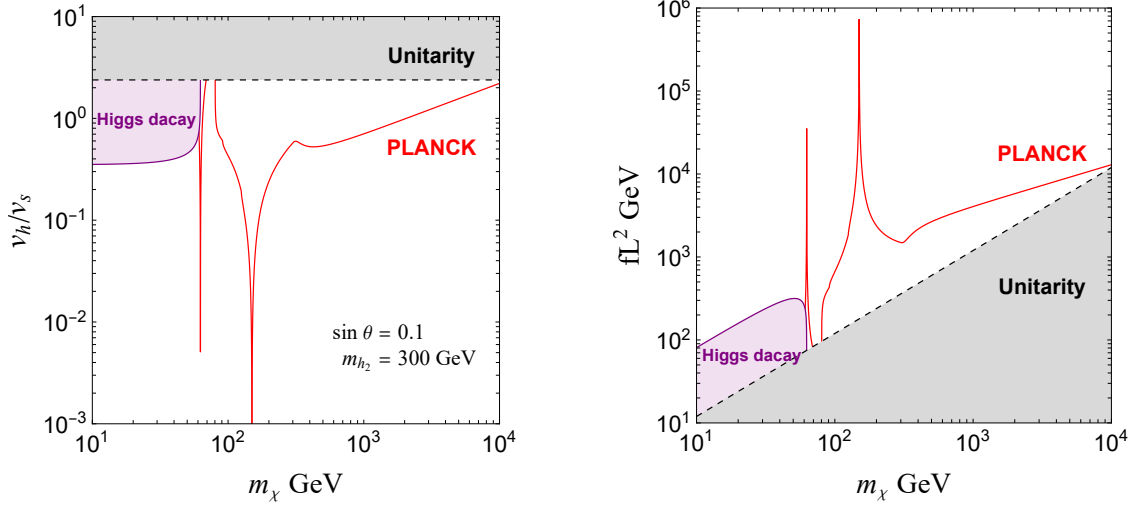 10^1
10^0
10^-1
10^-2
10^-3
v_h/v_s
Unitarity
Higgs dacay
PLANCK
sin θ = 0.1
m_{h_2} = 300 GeV
10^1
10^2
10^3
10^4
m_χ GeV
10^6
10^5
10^4
10^3
10^2
10^1
fL^2 GeV
PLANCK
Unitarity
Higgs dacay
10^1
10^2
10^3
10^4
m_χ GeV